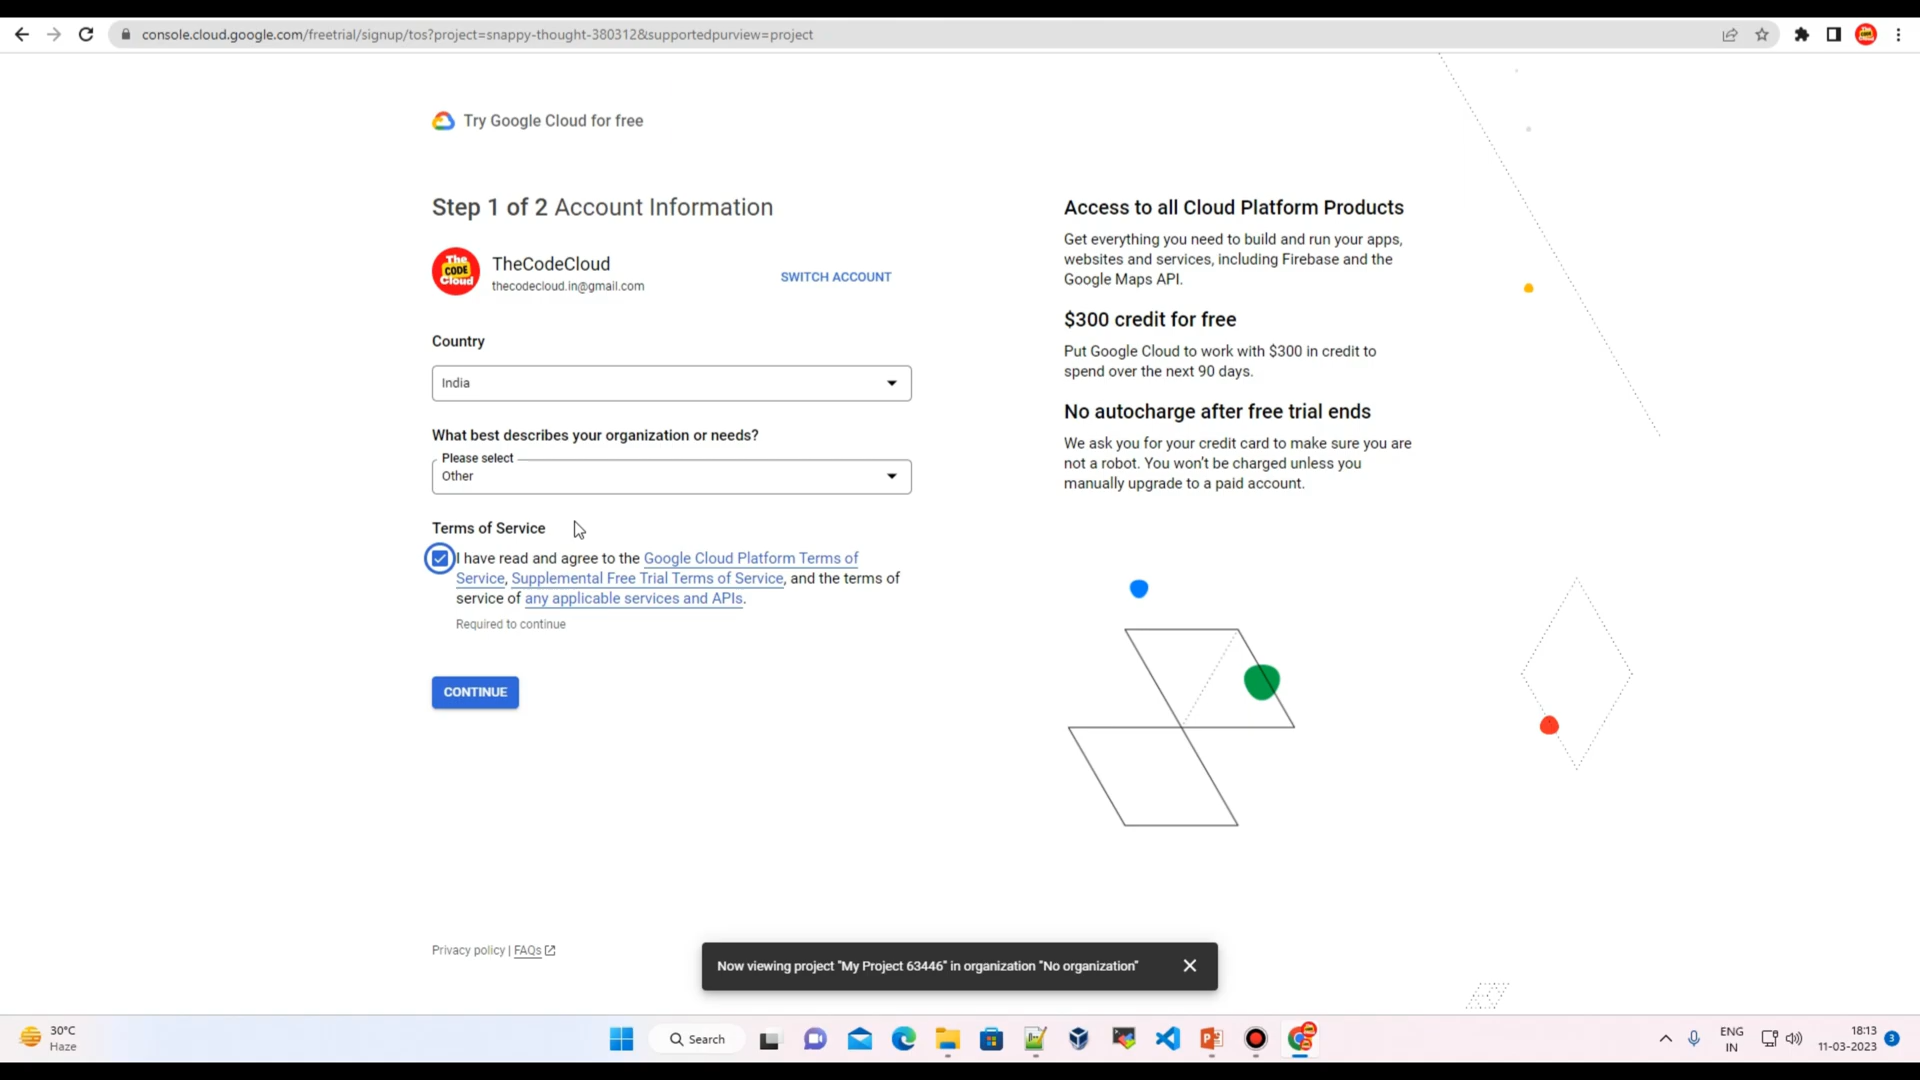 console.cloud.google.com/freetrial/signup/tos?project=snappy-thought-380312&supportedpurview=project
Try Google Cloud for free
Step 1 of 2 Account Information
The
CODE
Cloud
TheCodeCloud
thecodecloud.in@gmail.com
SWITCH ACCOUNT
Country
India
What best describes your organization or needs?
Please select
Other
Terms of Service
I have read and agree to the Google Cloud Platform Terms of
Service, Supplemental Free Trial Terms of Service, and the terms of
service of any applicable services and APIs.
Required to continue
CONTINUE
Access to all Cloud Platform Products
Get everything you need to build and run your apps,
websites and services, including Firebase and the
Google Maps API.
$300 credit for free
Put Google Cloud to work with $300 in credit to
spend over the next 90 days.
No autocharge after free trial ends
We ask you for your credit card to make sure you are
not a robot. You won't be charged unless you
manually upgrade to a paid account.
Privacy policy | FAQs
Now viewing project "My Project 63446" in organization "No organization"
30°C
Haze
Search
ENG
IN
18:13
11-03-2023
3